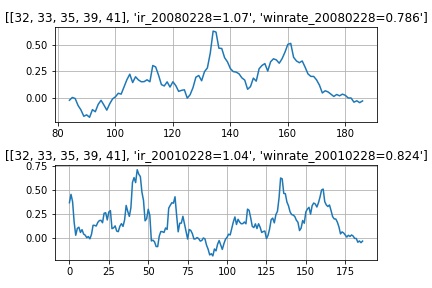 [[32, 33, 35, 39, 41], 'ir_20080228=1.07', 'winrate_20080228=0.786']
0.50
0.25
0.00
80 100 120 140 160 180
[[32, 33, 35, 39, 41], 'ir_20010228=1.04', 'winrate_20010228=0.824']
0.75
0.50
0.25
0.00
0 25 50 75 100 125 150 175